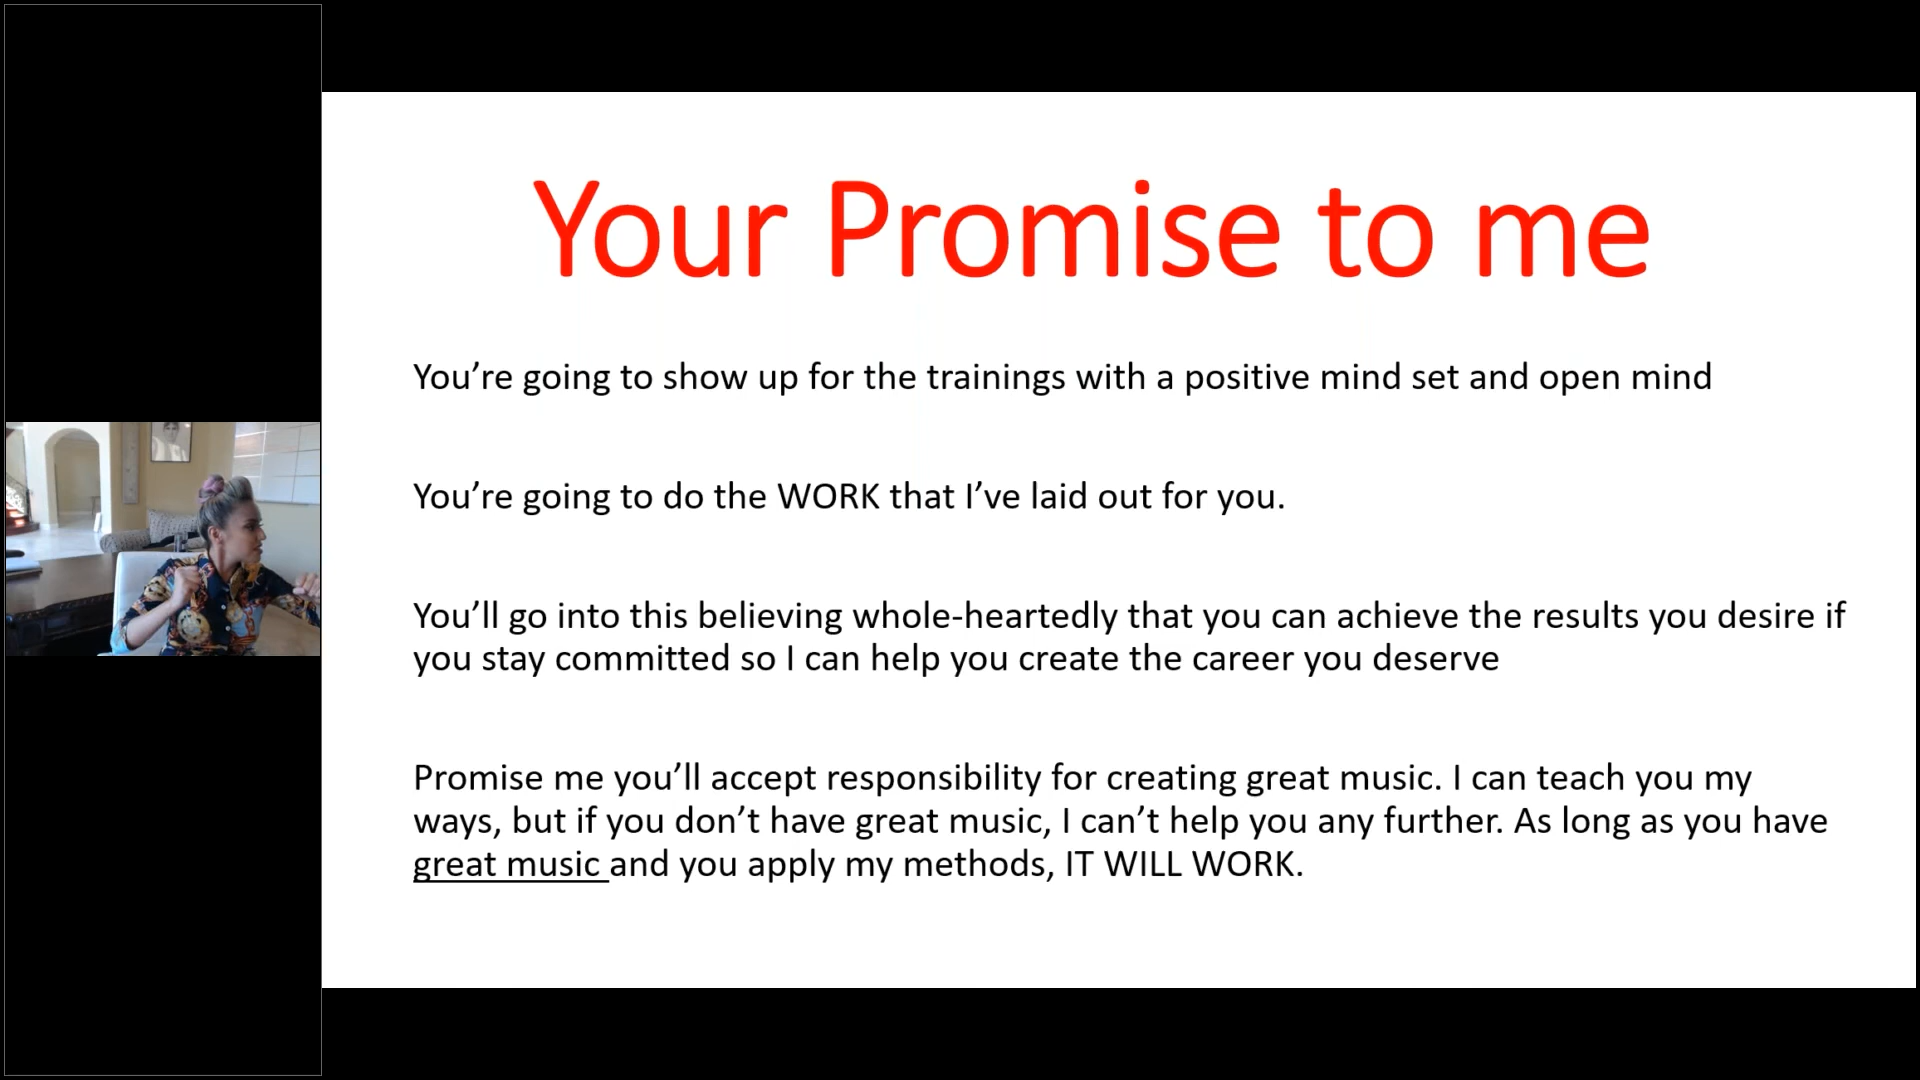 Your Promise to me
You’re going to show up for the trainings with a positive mind set and open mind
You’re going to do the WORK that I’ve laid out for you.
You’ll go into this believing whole-heartedly that you can achieve the results you desire if
you stay committed so I can help you create the career you deserve
Promise me you’ll accept responsibility for creating great music. I can teach you my
ways, but if you don’t have great music, I can’t help you any further. As long as you have
great music and you apply my methods, IT WILL WORK.